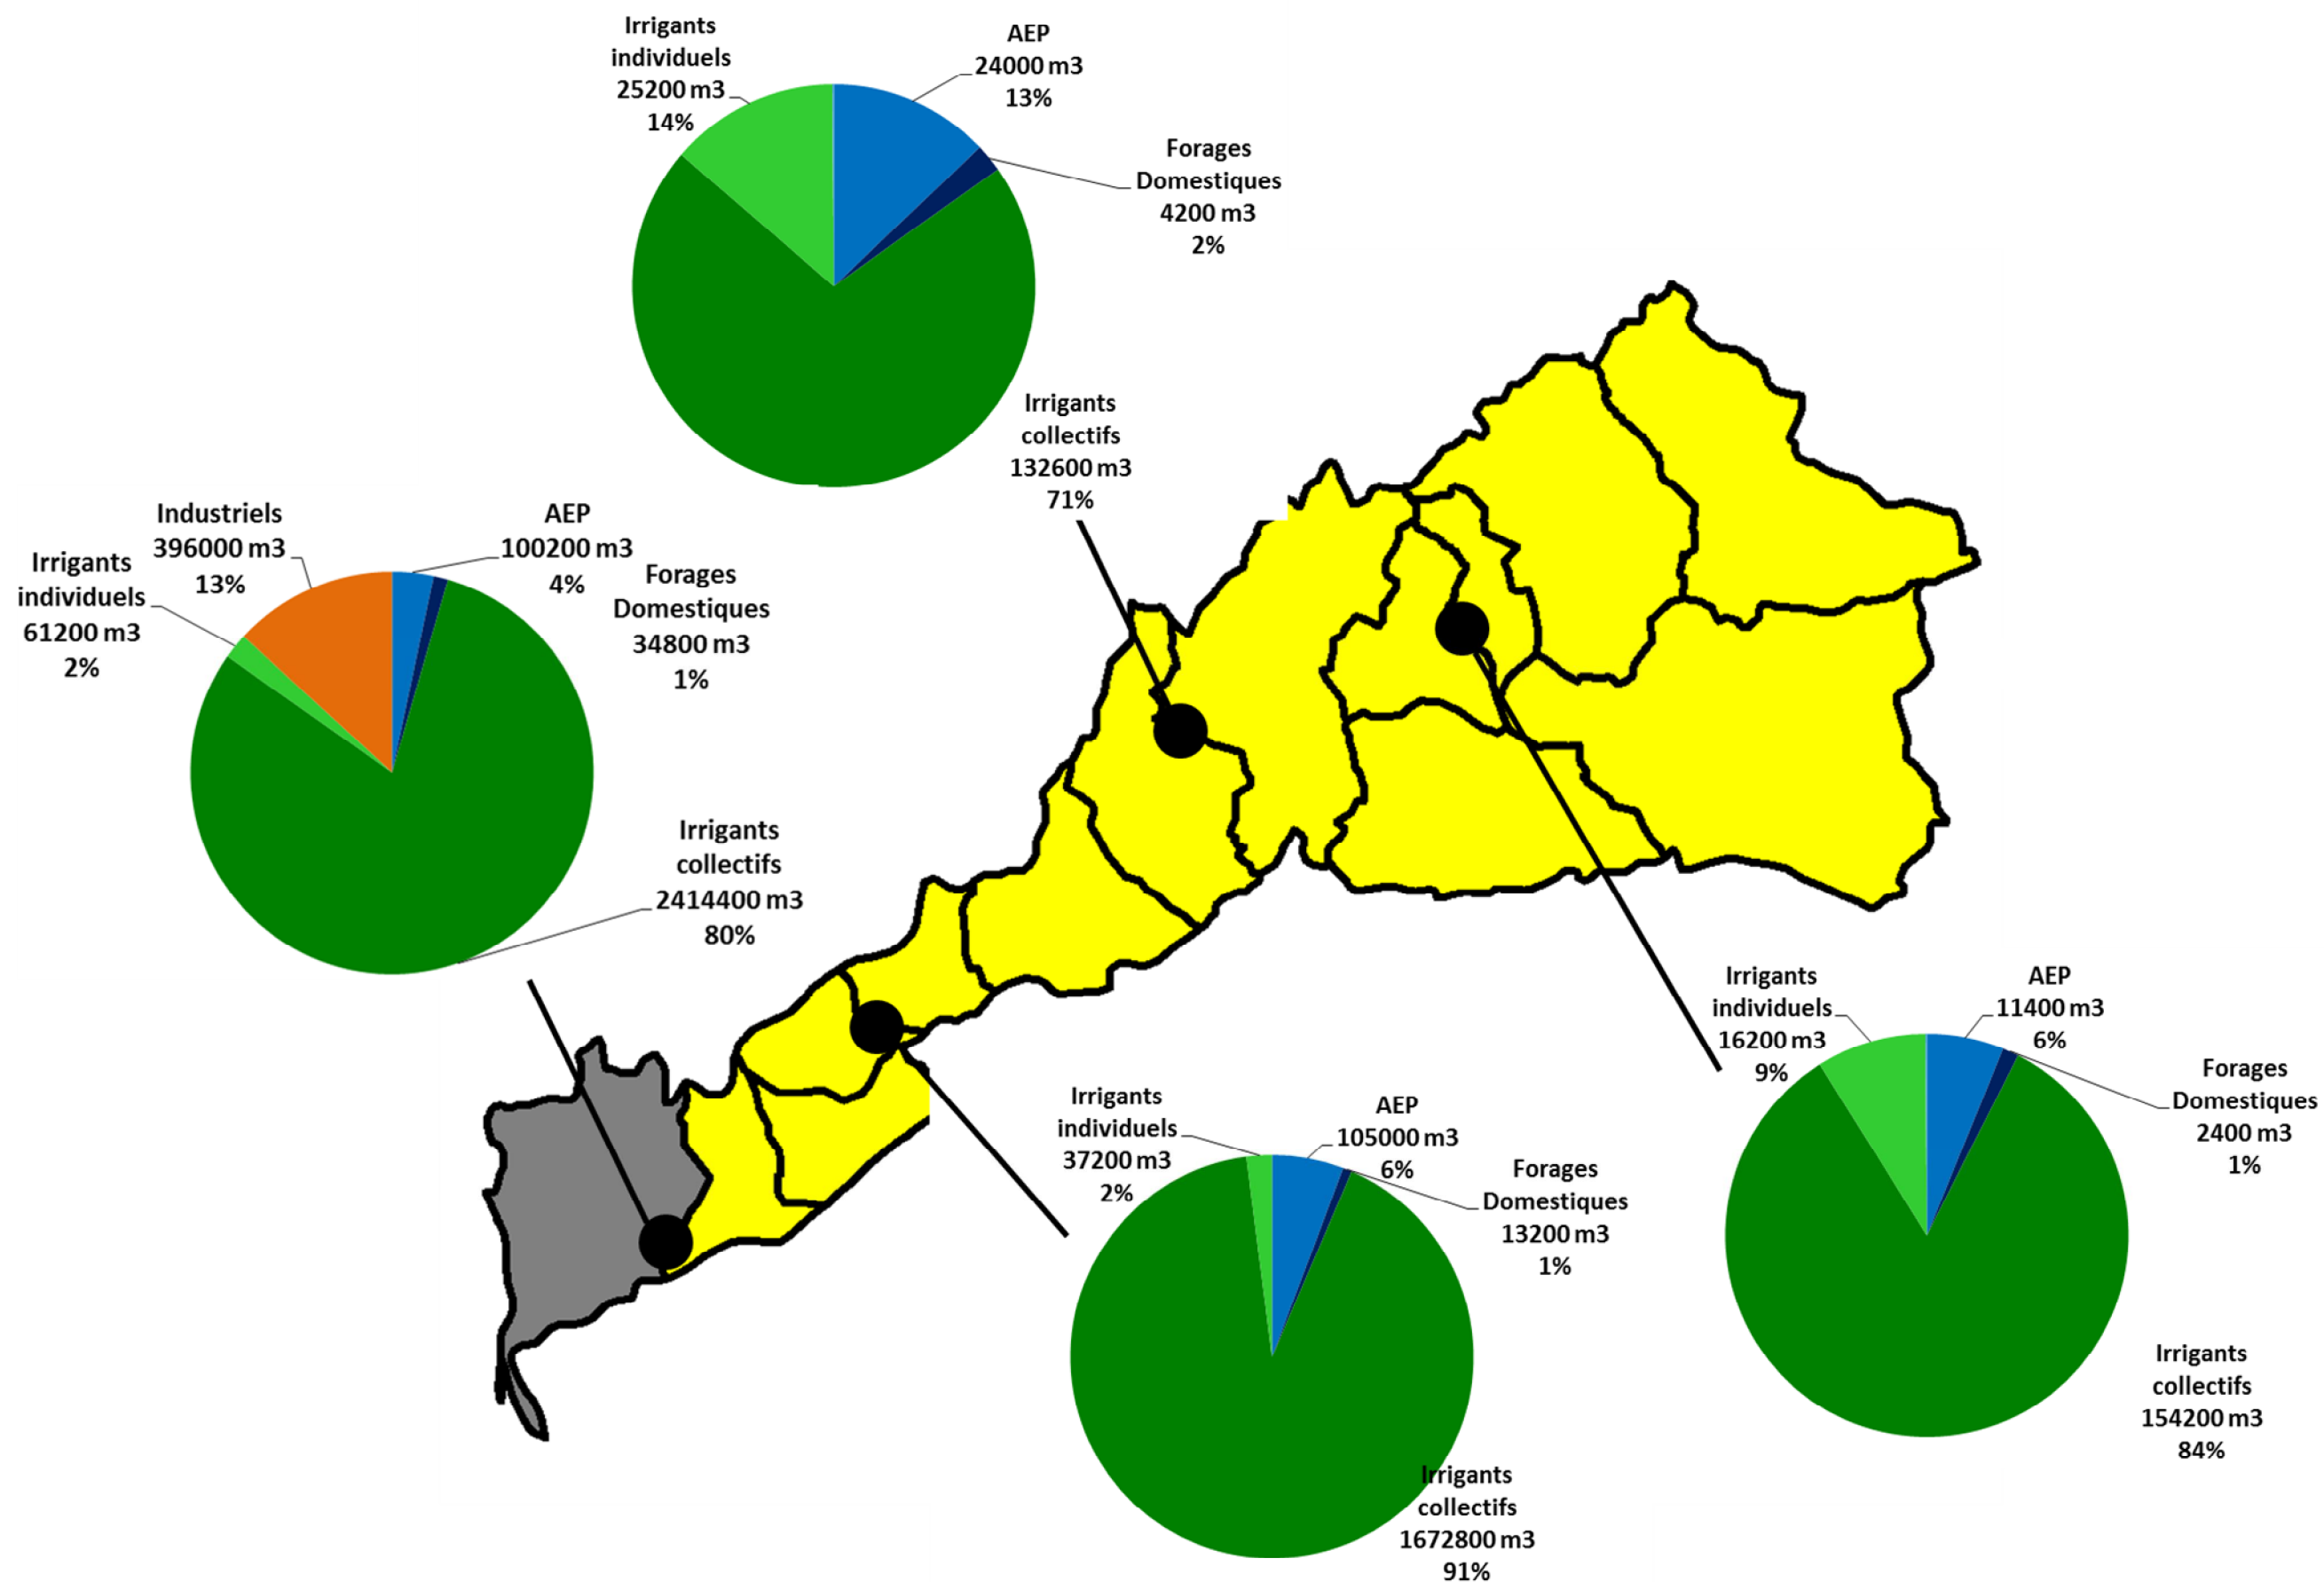 Irrigants
individuels
25200 m3
14%
AEP
24000 m3
13%
Forages
Domestiques
4200 m3
2%
Irrigants
collectifs
132600 m3
71%
Industriels
396000 m3
13%
AEP
100200 m3
4%
Irrigants
individuels
61200 m3
2%
Forages
Domestiques
34800 m3
1%
Irrigants
collectifs
2414400 m3
80%
Irrigants
individuels
16200 m3
9%
AEP
11400 m3
6%
Forages
Domestiques
2400 m3
1%
Irrigants
collectifs
154200 m3
84%
Irrigants
individuels
37200 m3
2%
AEP
105000 m3
6%
Forages
Domestiques
13200 m3
1%
Irrigants
collectifs
1672800 m3
91%